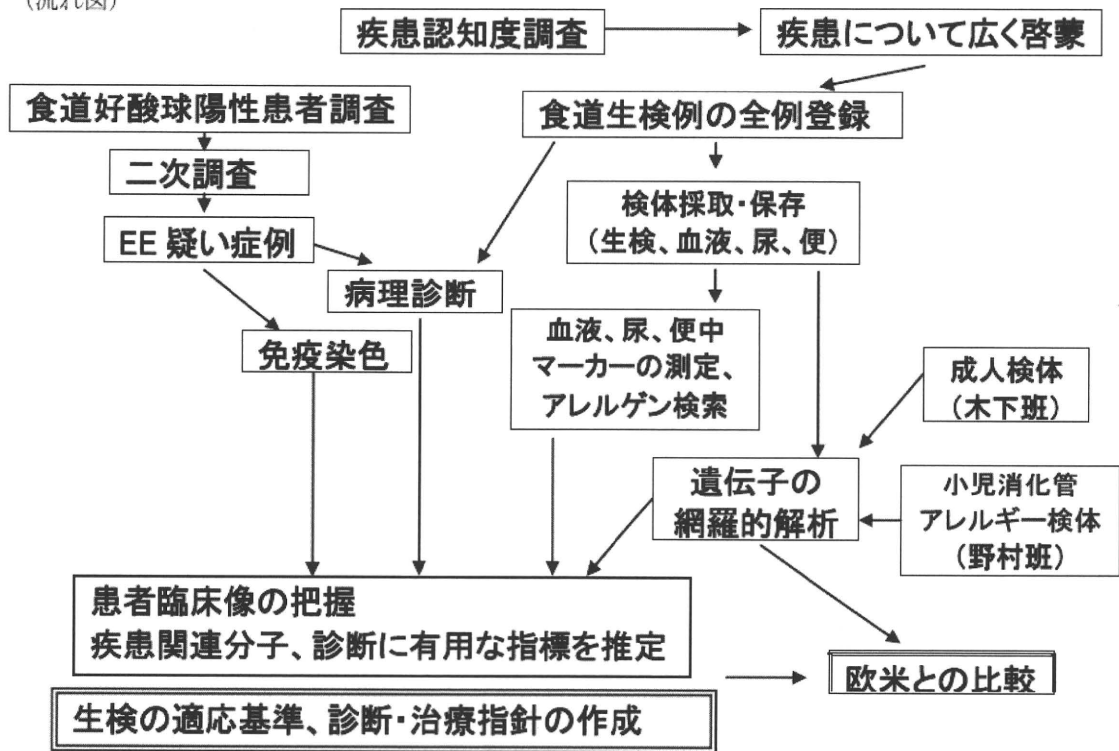 （流れ図）
疾患認知度調査
疾患について広く啓蒙
食道好酸球陽性患者調査
食道生検例の全例登録
二次調査
検体採取・保存
（生検、血液、尿、便）
EE 疑い症例
病理診断
免疫染色
血液、尿、便中
マーカーの測定、
アレルゲン検索
成人検体
（木下班）
遺伝子の
網羅的解析
小児消化管
アレルギー検体
（野村班）
患者臨床像の把握
疾患関連分子、診断に有用な指標を推定
欧米との比較
生検の適応基準、診断・治療指針の作成